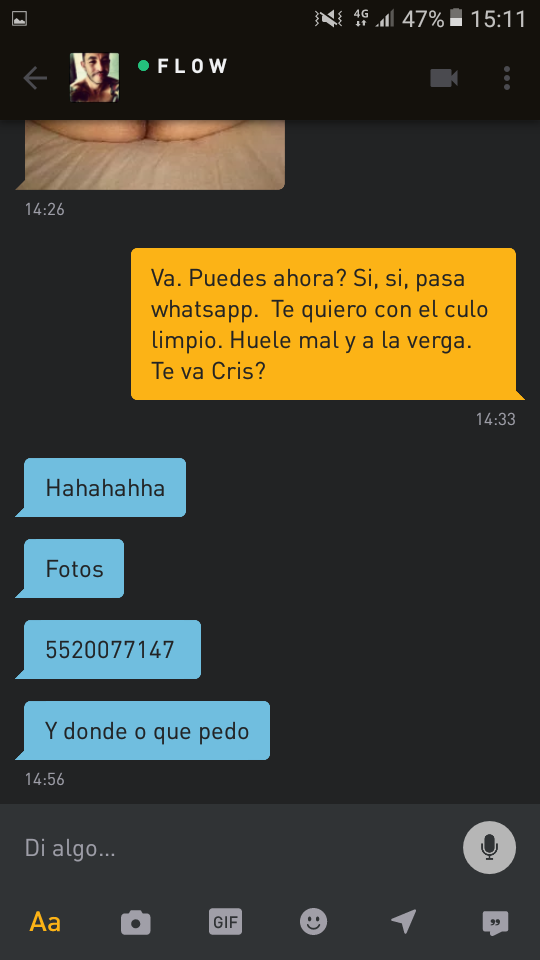 4G 47% 15:11
FLOW
14:26
Va. Puedes ahora? Si, si, pasa
whatsapp. Te quiero con el culo
limpio. Huele mal y a la verga.
Te va Cris?
14:33
Hahahahha
Fotos
5520077147
Y donde o que pedo
14:56
Di algo...
Aa
GIF